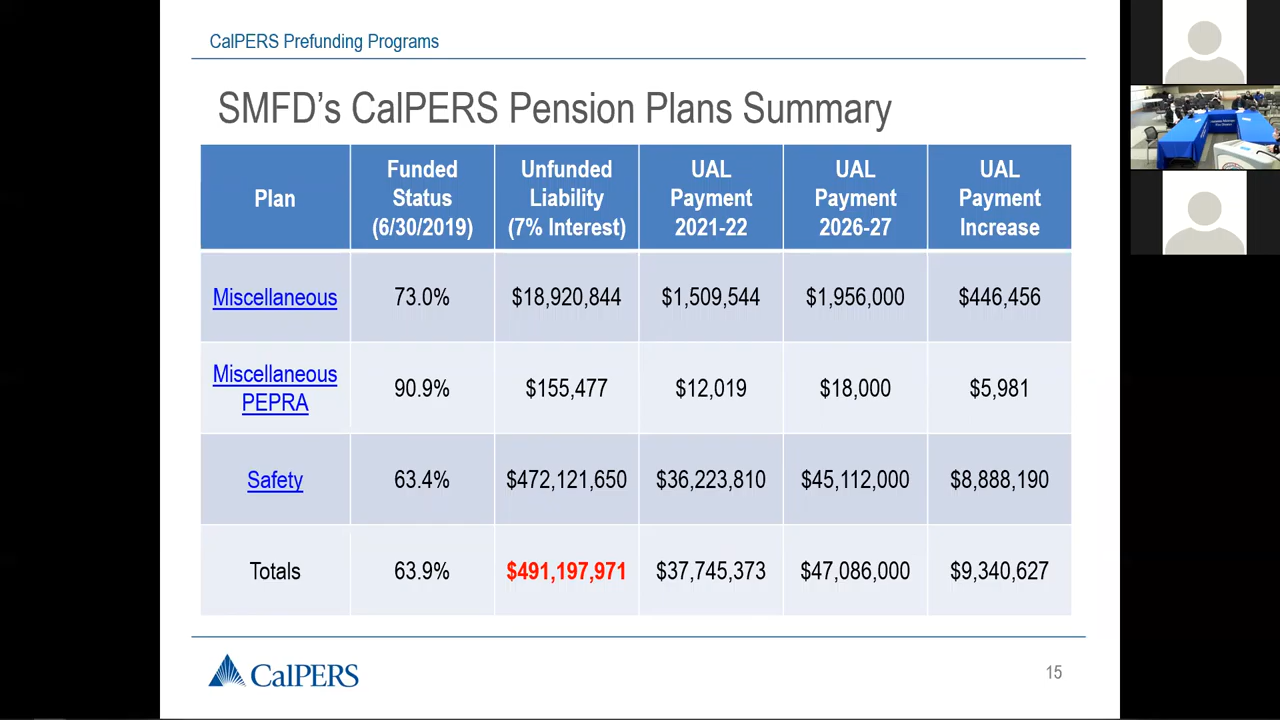 CalPERS Prefunding Programs
SMFD's CalPERS Pension Plans Summary
Plan
Funded Status (6/30/2019)
Unfunded Liability (7% Interest)
UAL Payment 2021-22
UAL Payment 2026-27
UAL Payment Increase
Miscellaneous 73.0% $18,920,844 $1,509,544 $1,956,000 $446,456
Miscellaneous PEPRA 90.9% $155,477 $12,019 $18,000 $5,981
Safety 63.4% $472,121,650 $36,223,810 $45,112,000 $8,888,190
Totals 63.9% $491,197,971 $37,745,373 $47,086,000 $9,340,627
CalPERS
15